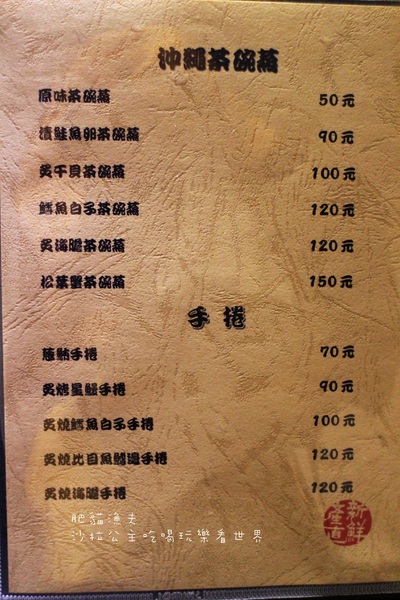 沖繩茶碗蒸
原味茶碗蒸 50元
漬鮭魚卵茶碗蒸 90元
炙干貝茶碗蒸 100元
鱈魚白子茶碗蒸 120元
炙海膽茶碗蒸 120元
松葉蟹茶碗蒸 150元
手捲
蔥鮪手捲 70元
炙烤星鰻手捲 90元
炙燒鱈魚白子手捲 100元
炙燒比目魚鰭邊手捲 120元
炙燒海膽手捲 120元
肥貓漁夫
沙拉公主吃喝玩樂看世界
新鮮
直